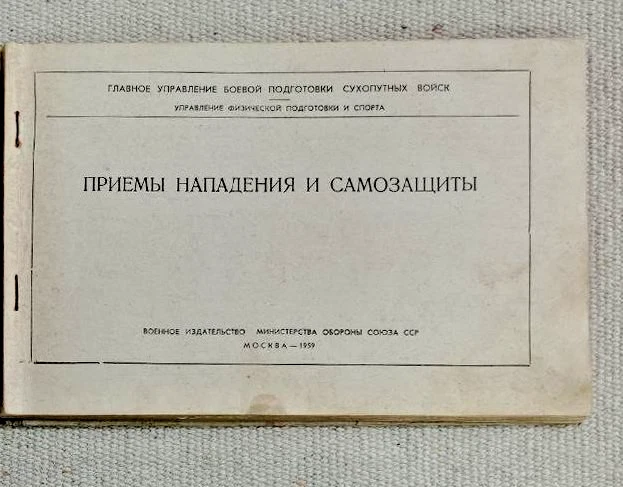 ГЛАВНОЕ УПРАВЛЕНИЕ БОЕВОЙ ПОДГОТОВКИ СУХОПУТНЫХ ВОЙСК
УПРАВЛЕНИЕ ФИЗИЧЕСКОЙ ПОДГОТОВКИ И СПОРТА
ПРИЕМЫ НАПАДЕНИЯ И САМОЗАЩИТЫ
ВОЕННОЕ ИЗДАТЕЛЬСТВО МИНИСТЕРСТВА ОБОРОНЫ СОЮЗА ССР
МОСКВА — 1959